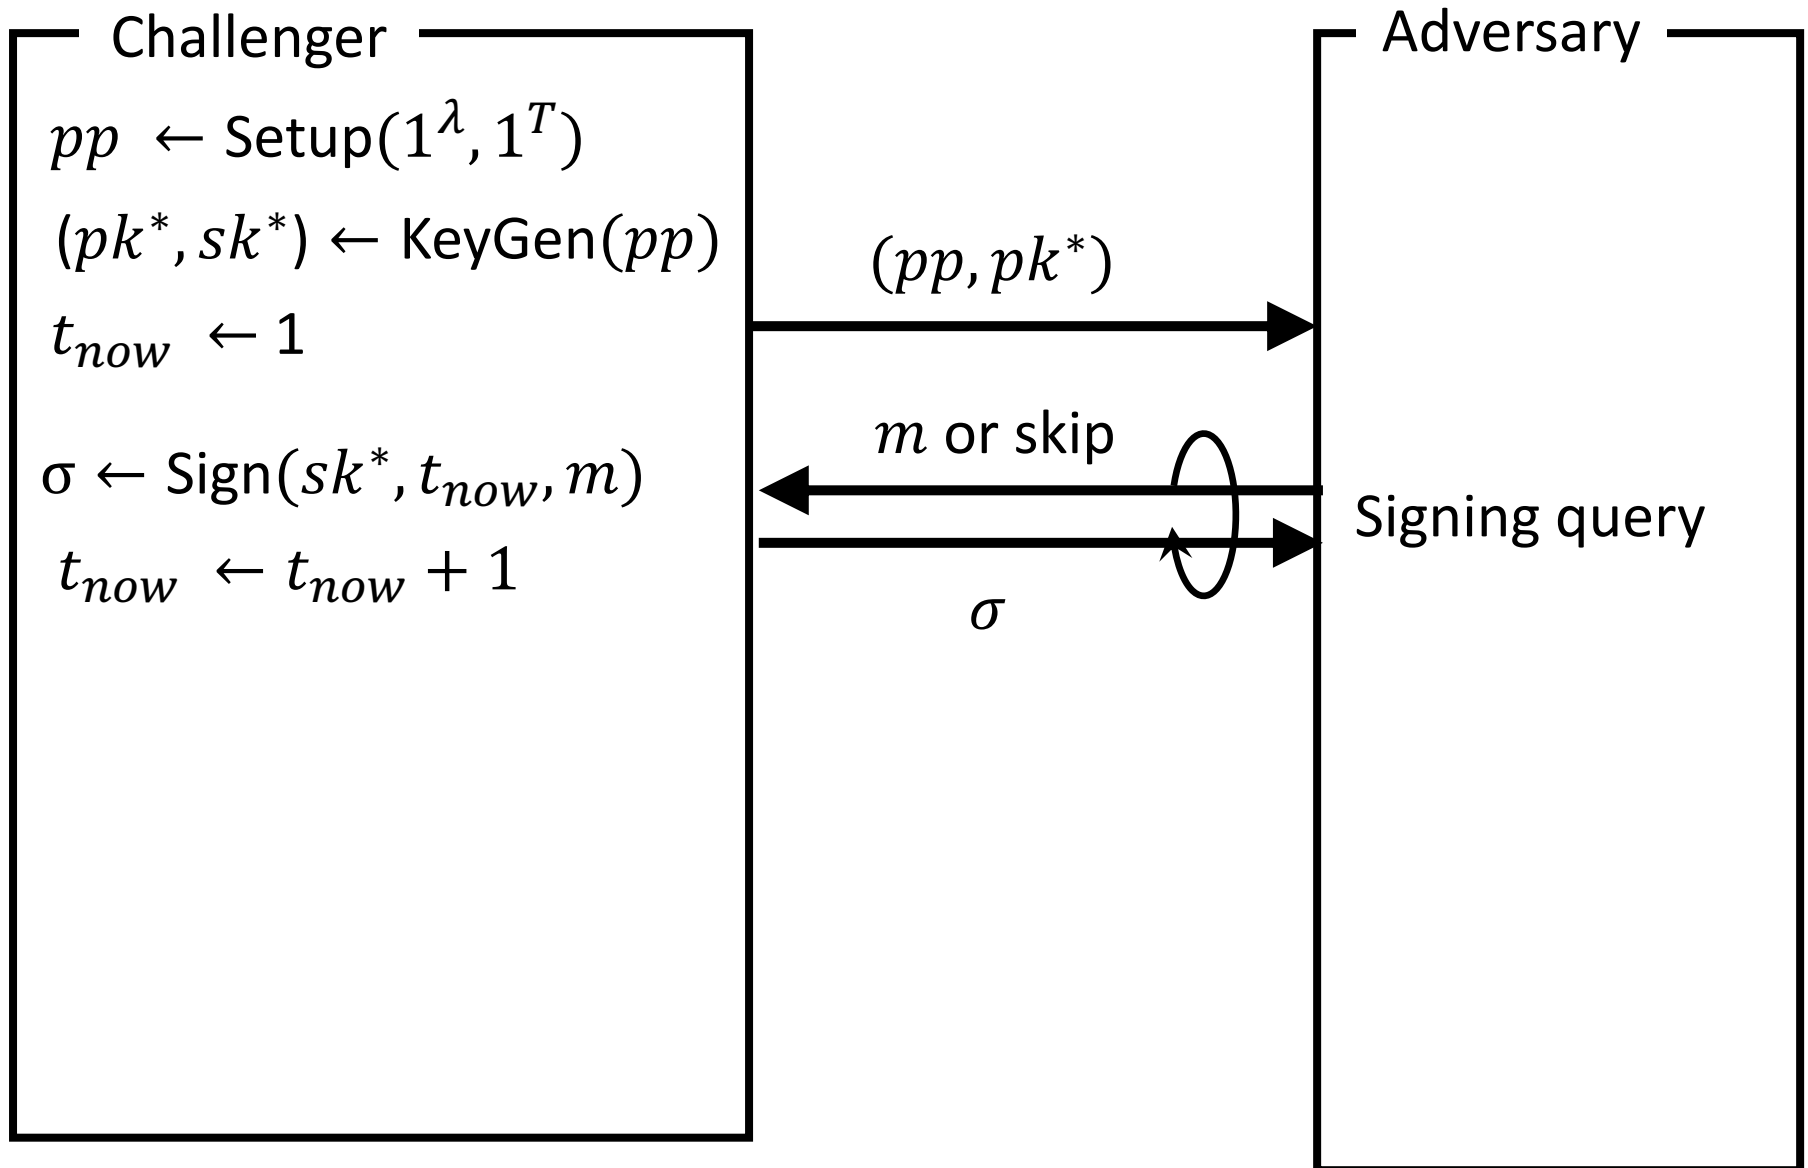 Challenger
Adversary
pp ← Setup(1^λ, 1^T)
(pk*, sk*) ← KeyGen(pp)
t_now ← 1
(pp, pk*)
m or skip
σ ← Sign(sk*, t_now, m)
t_now ← t_now + 1
Signing query
σ